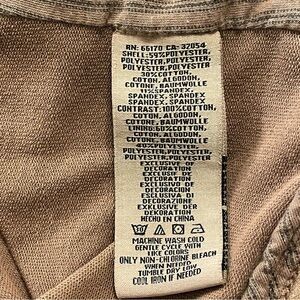 RN: 66170 CA: 32054
SHELL: 59%POLYESTER,
POLYESTER,POLYESTER
POLYESTER,POLYESTER
30%COTTON,
COTON, ALGODON,
COTONE, BAUMWOLLE
11%SPANDEX,
SPANDEX, SPANDEX
SPANDEX, SPANDEX
CONTRAST: 100%COTTON,
COTON, ALGODON,
COTONE, BAUMWOLLE
LINING:60%COTTON,
COTON, ALGODON,
COTONE, BAUMWOLLE
40%POLYESTER,
POLYESTER,POLYESTER
POLYESTER,POLYESTER
EXCLUSIVE OF
DECORATION
EXCLUSIF DE
DECORATION
EXCLUSIVO DE
DECORACION
ESCLUSIVA DI
DECORAZIONE
EXKLUSIVE DER
DEKORATION
HECHO EN CHINA
MACHINE WASH COLD
GENTLE CYCLE WITH
LIKE COLORS
ONLY NON-CHLORINE BLEACH
WHEN NEEDED
TUMBLE DRY LOW
COOL IRON IF NEEDED